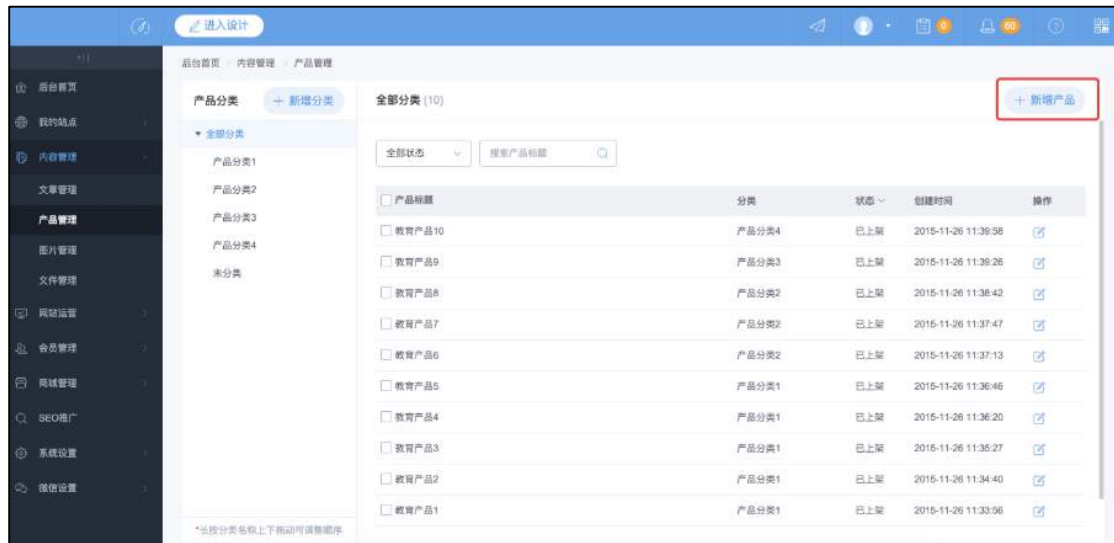 进入设计
0
60
后台首页 内容管理 产品管理
后台首页
我的站点
内容管理
文章管理
产品管理
图片管理
文件管理
网站运营
会员管理
商城管理
SEO推广
系统设置
微信设置
产品分类 + 新增分类
全部分类
产品分类1
产品分类2
产品分类3
产品分类4
未分类
*长按分类名称上下拖动可调整顺序
全部分类 (10) + 新增产品
全部状态 搜索产品标题
产品标题 分类 状态 创建时间 操作
教育产品10 产品分类4 已上架 2015-11-26 11:39:58
教育产品9 产品分类3 已上架 2015-11-26 11:39:26
教育产品8 产品分类2 已上架 2015-11-26 11:38:42
教育产品7 产品分类2 已上架 2015-11-26 11:37:47
教育产品6 产品分类2 已上架 2015-11-26 11:37:13
教育产品5 产品分类1 已上架 2015-11-26 11:36:46
教育产品4 产品分类1 已上架 2015-11-26 11:36:20
教育产品3 产品分类1 已上架 2015-11-26 11:35:27
教育产品2 产品分类1 已上架 2015-11-26 11:34:40
教育产品1 产品分类1 已上架 2015-11-26 11:33:56